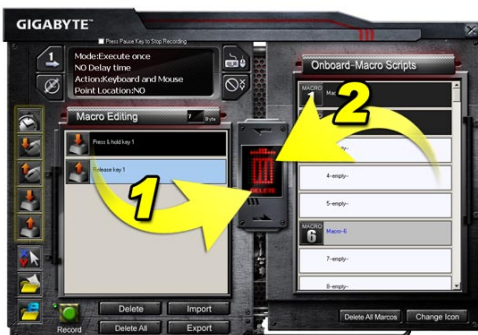 GIGABYTE™
Press Pause Key to Stop Recording
Mode:Execute once
NO Delay time
Action:Keyboard and Mouse
Point Location:NO
Macro Editing
Byte
Press & hold key 1
Release key 1
1
DELETE
Record
Delete
Import
Delete All
Export
Onboard-Macro Scripts
MACRO
1
2
4-empty-
5-empty-
MACRO
6
Macro-6
7-empty-
8-empty-
Delete All Marcos
Change Icon